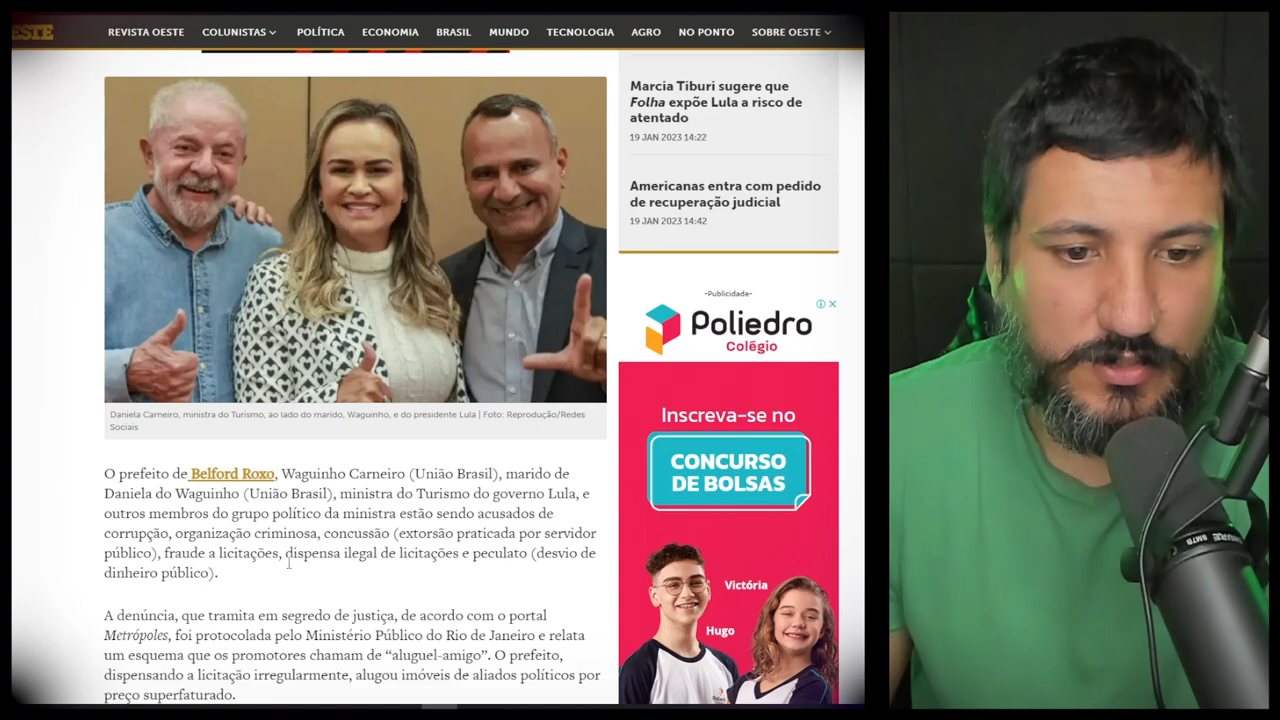 ESTE
REVISTA OESTE
COLUNISTAS
POLÍTICA
ECONOMIA
BRASIL
MUNDO
TECNOLOGIA
AGRO
NO PONTO
SOBRE OESTE
Daniela Carneiro, ministra do Turismo, ao lado do marido, Waguinho, e do presidente Lula | Foto: Reprodução/Redes
Sociais
O prefeito de Belford Roxo, Waguinho Carneiro (União Brasil), marido de
Daniela do Waguinho (União Brasil), ministra do Turismo do governo Lula, e
outros membros do grupo político da ministra estão sendo acusados de
corrupção, organização criminosa, concussão (extorsão praticada por servidor
público), fraude a licitações, dispensa ilegal de licitações e peculato (desvio de
dinheiro público).
A denúncia, que tramita em segredo de justiça, de acordo com o portal
Metrópoles, foi protocolada pelo Ministério Público do Rio de Janeiro e relata
um esquema que os promotores chamam de “aluguel-amigo”. O prefeito,
dispensando a licitação irregularmente, alugou imóveis de aliados políticos por
preço superfaturado.
Marcia Tiburi sugere que
Folha expõe Lula a risco de
atentado
19 JAN 2023 14:22
Americanas entra com pedido
de recuperação judicial
19 JAN 2023 14:42
-Publicidade-
Poliedro
Colégio
Inscreva-se no
CONCURSO
DE BOLSAS
Victória
Hugo
SHURE SM7B